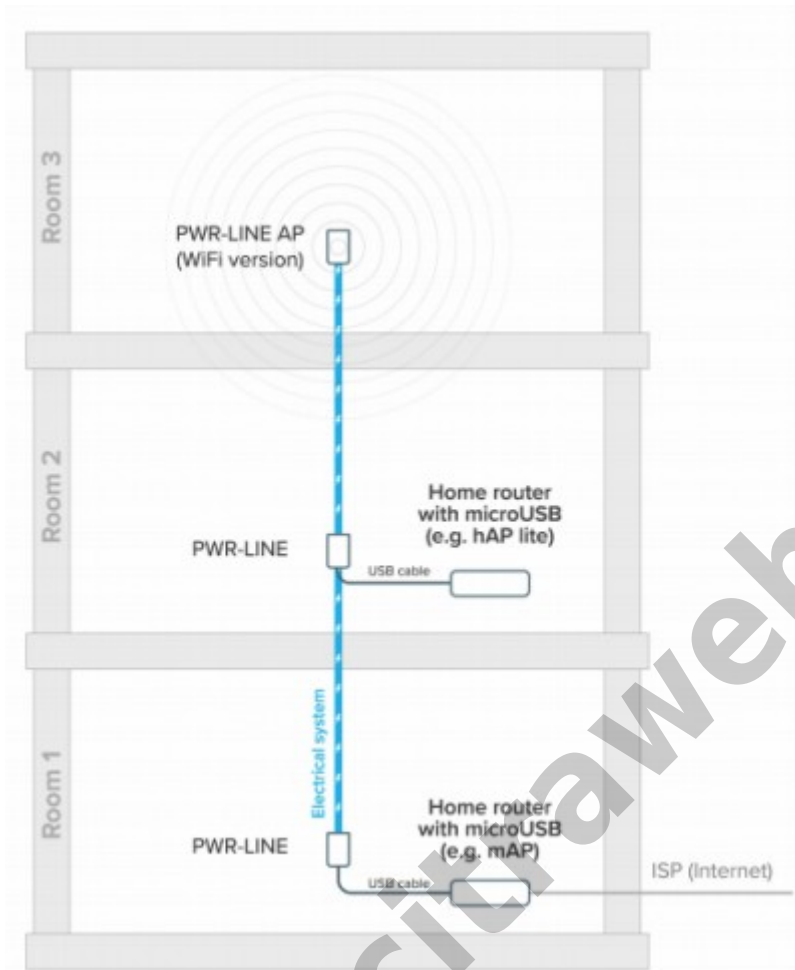 Room 3
PWR-LINE AP
(WiFi version)
Room 2
Home router
with microUSB
(e.g. hAP lite)
PWR-LINE
USB cable
Electrical system
Room 1
Home router
with microUSB
(e.g. mAP)
PWR-LINE
USB cable
ISP (Internet)
citraweb